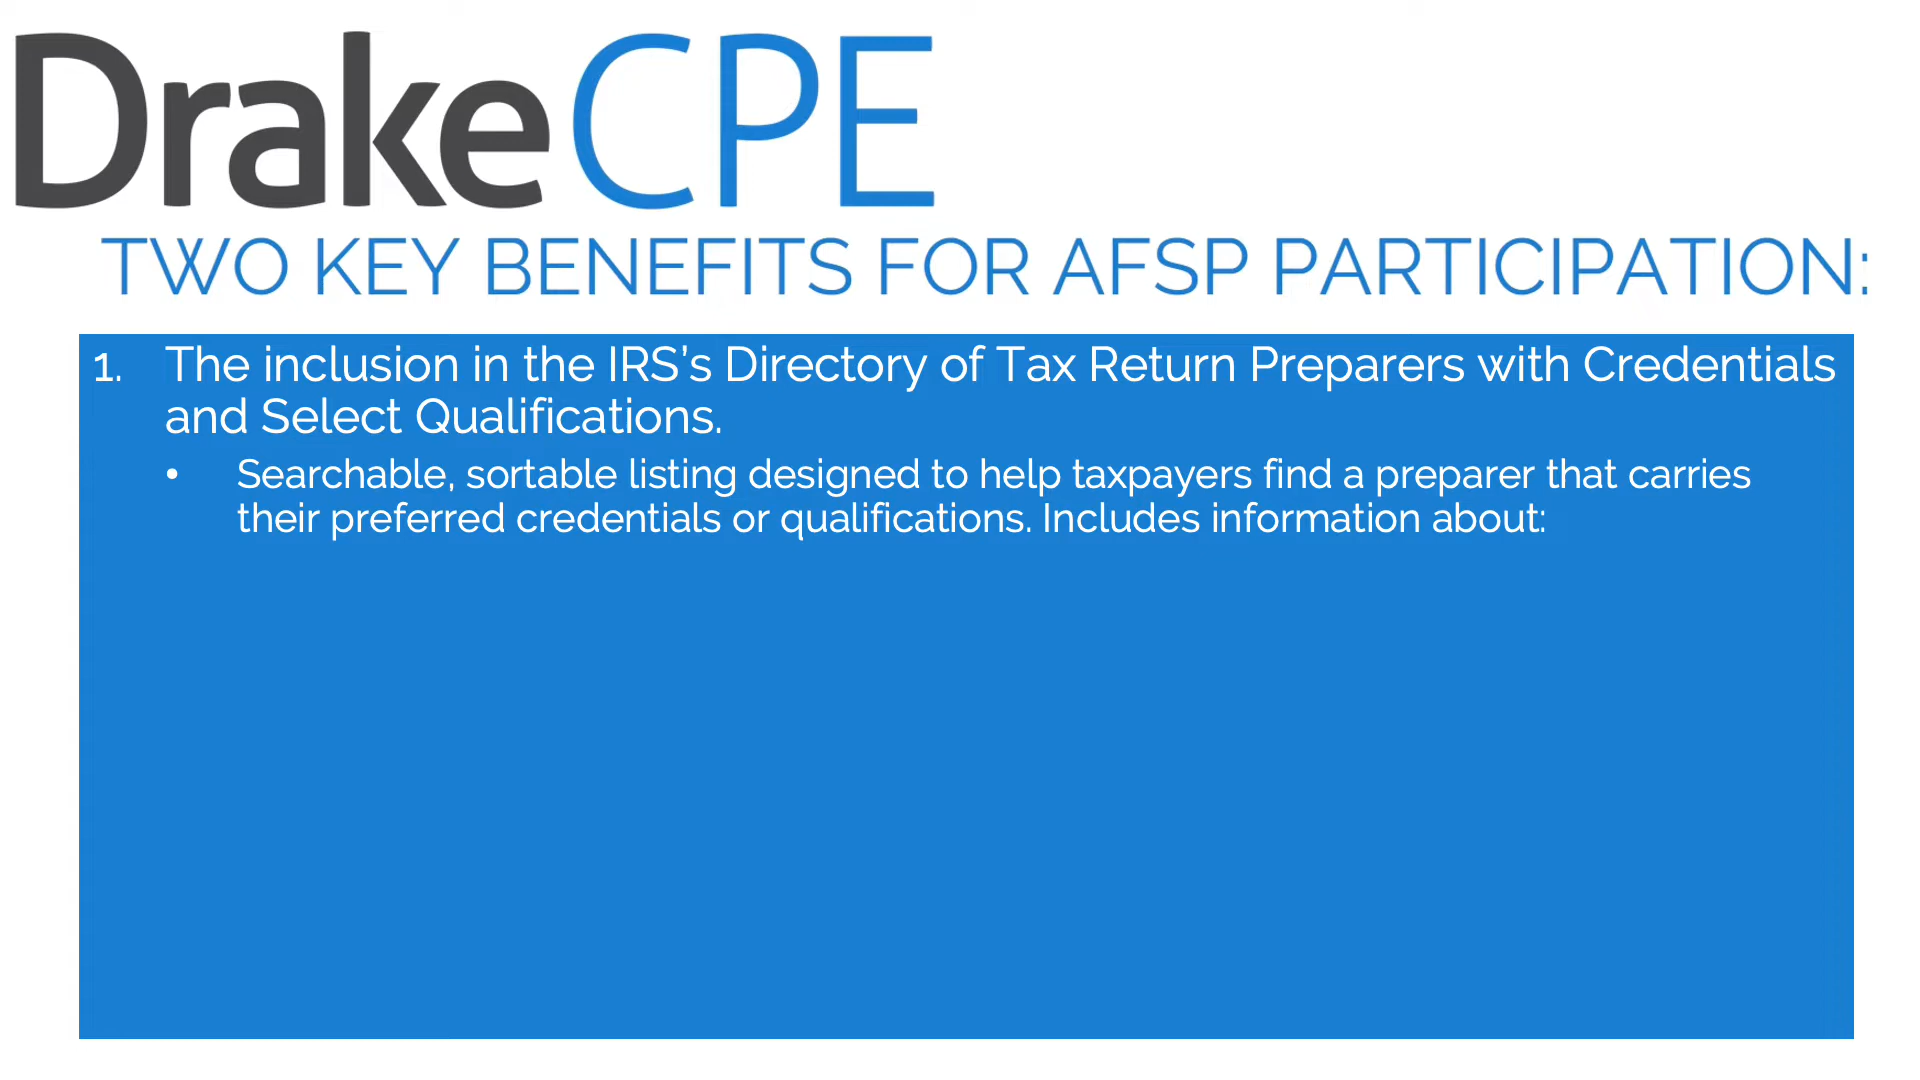 DrakeCPE
TWO KEY BENEFITS FOR AFSP PARTICIPATION:
1. The inclusion in the IRS’s Directory of Tax Return Preparers with Credentials
and Select Qualifications.
• Searchable, sortable listing designed to help taxpayers find a preparer that carries
their preferred credentials or qualifications. Includes information about: